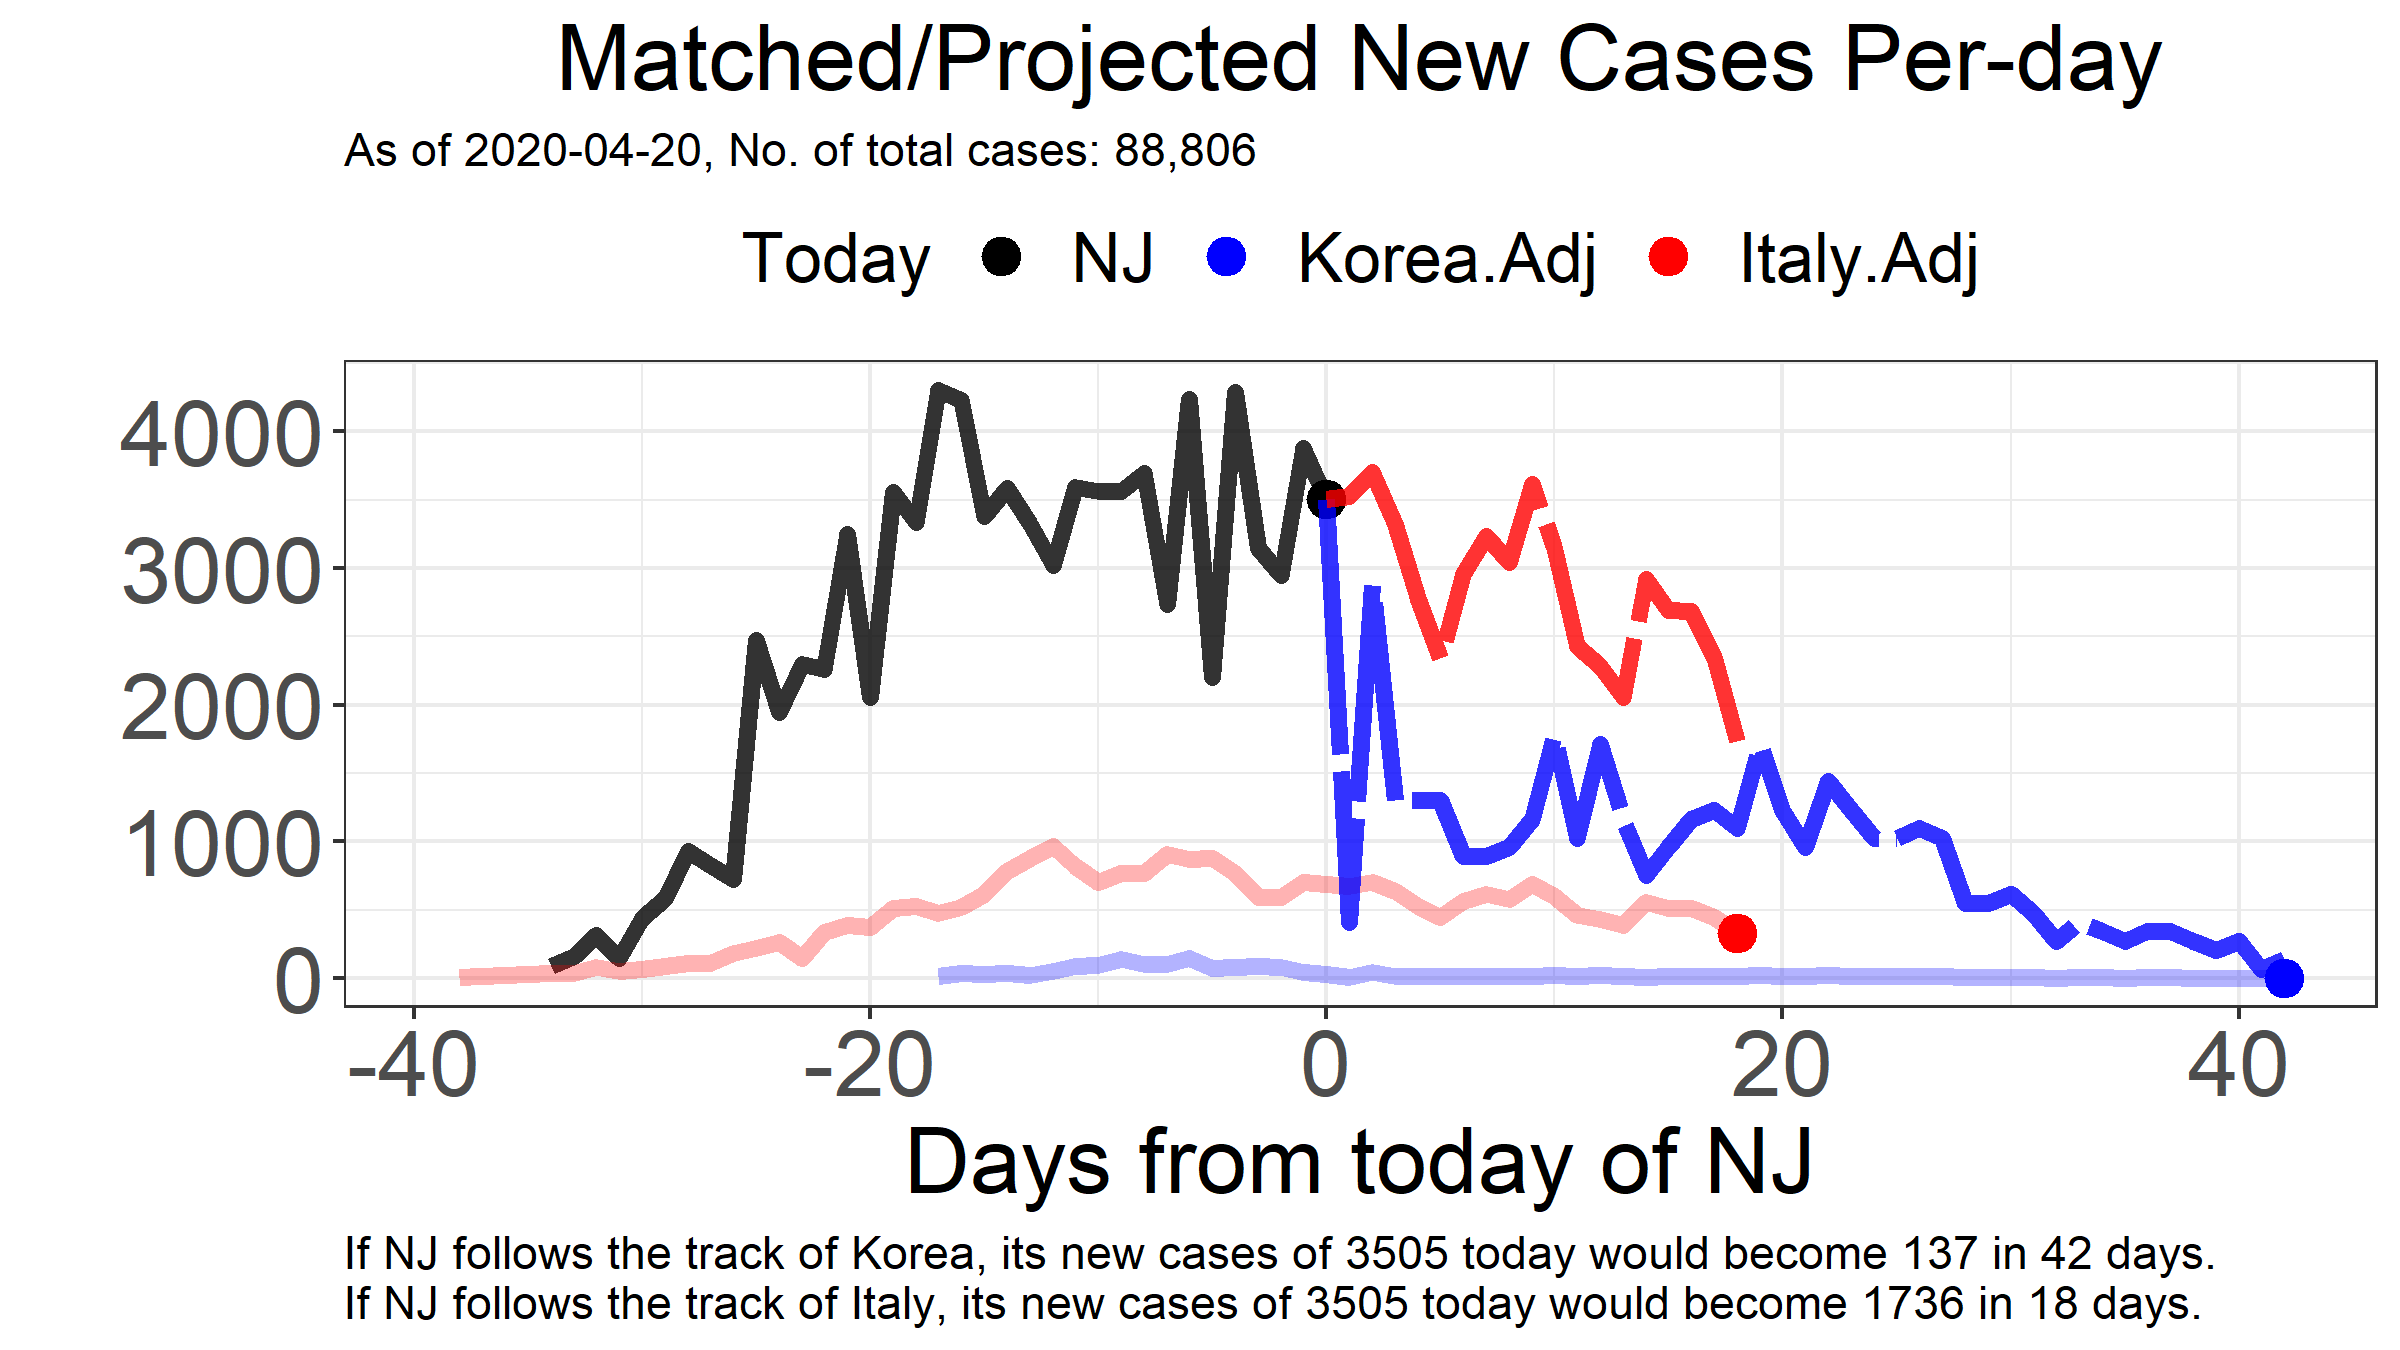 Matched/Projected New Cases Per-day
As of 2020-04-20, No. of total cases: 88,806
Today NJ Korea.Adj Italy.Adj
4000
3000
2000
1000
0
-40 -20 0 20 40
Days from today of NJ
If NJ follows the track of Korea, its new cases of 3505 today would become 137 in 42 days.
If NJ follows the track of Italy, its new cases of 3505 today would become 1736 in 18 days.